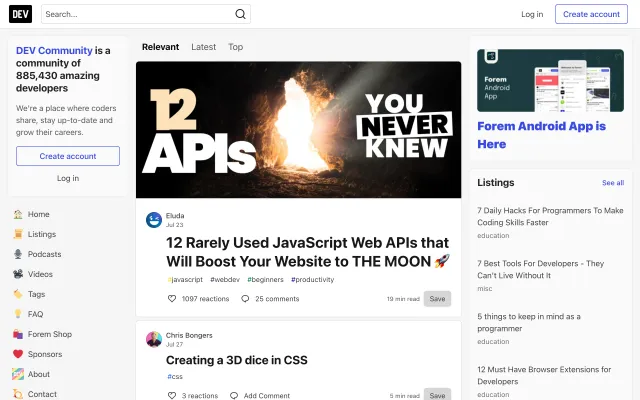 DEV
Search...
Log in
Create account
DEV Community is a
community of
885,430 amazing
developers
We're a place where coders
share, stay up-to-date and
grow their careers.
Create account
Log in
Home
Listings
Podcasts
Videos
Tags
FAQ
Forem Shop
Sponsors
About
Contact
Relevant
Latest
Top
12
APIs
YOU
NEVER
KNEW
Eluda
Jul 23
12 Rarely Used JavaScript Web APIs that
Will Boost Your Website to THE MOON 🚀
#javascript #webdev #beginners #productivity
1097 reactions
25 comments
19 min read
Save
Chris Bongers
Jul 27
Creating a 3D dice in CSS
#css
3 reactions
Add Comment
5 min read
Save
Forem
Android
App
Forem Android App is
Here
Listings
See all
7 Daily Hacks For Programmers To Make
Coding Skills Faster
education
7 Best Tools For Developers - They
Can't Live Without It
misc
5 things to keep in mind as a
programmer
education
12 Must Have Browser Extensions for
Developers
education